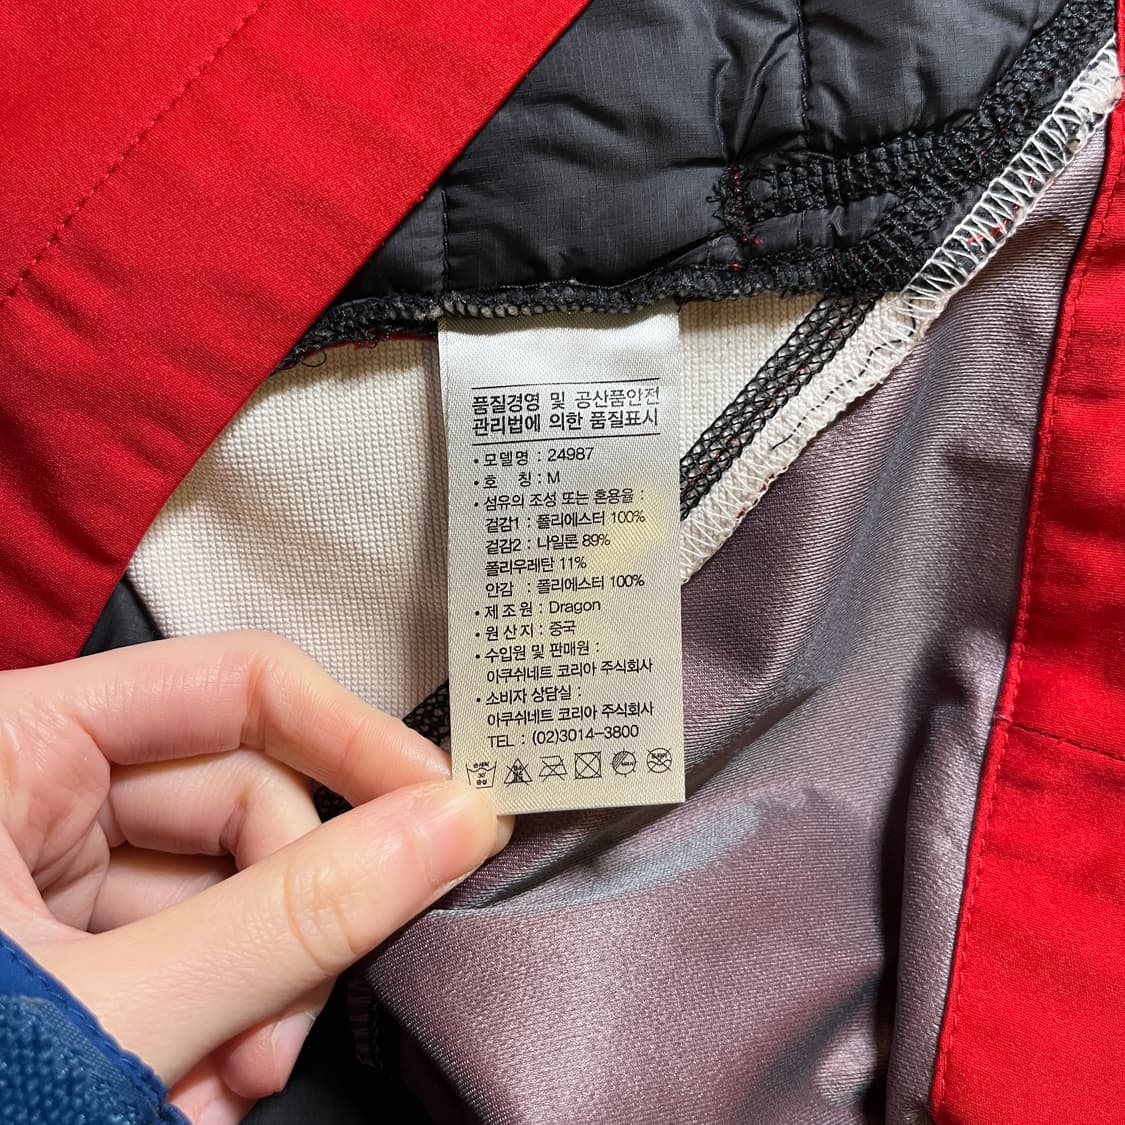 품질경영 및 공산품안전
관리법에 의한 품질표시
· 모델명 : 24987
· 호 칭 : M
· 섬유의 조성 또는 혼용율 :
겉감1 : 폴리에스터 100%
겉감2 : 나일론 89%
폴리우레탄 11%
안감 : 폴리에스터 100%
· 제조원 : Dragon
· 원산지 : 중국
· 수입원 및 판매원 :
아쿠쉬네트 코리아 주식회사
· 소비자 상담실 :
아쿠쉬네트 코리아 주식회사
TEL : (02)3014-3800
손세탁
30
중성